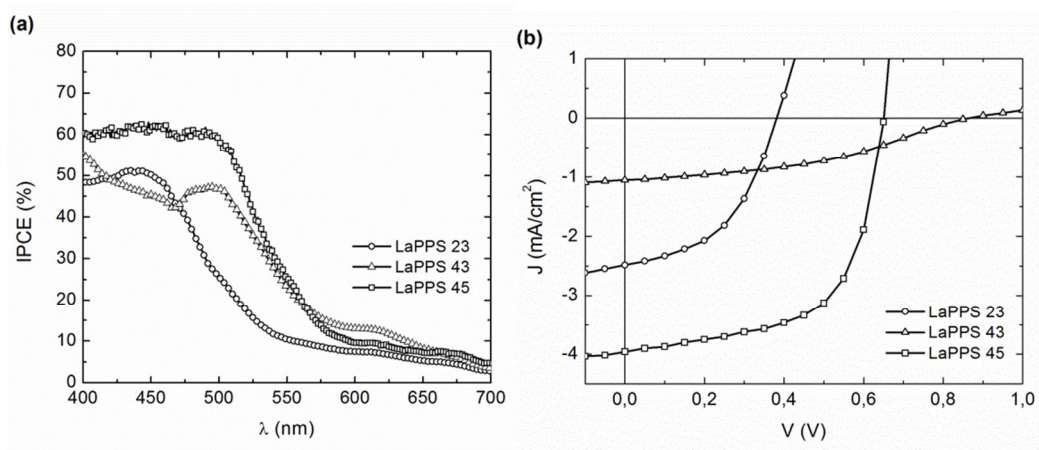 (a)
80
70
60
50
40
30
20
10
0
IPCE (%)
LaPPS 23
LaPPS 43
LaPPS 45
400 450 500 550 600 650 700
λ (nm)
(b)
1
0
-1
-2
-3
-4
J (mA/cm²)
LaPPS 23
LaPPS 43
LaPPS 45
0,0 0,2 0,4 0,6 0,8 1,0
V (V)